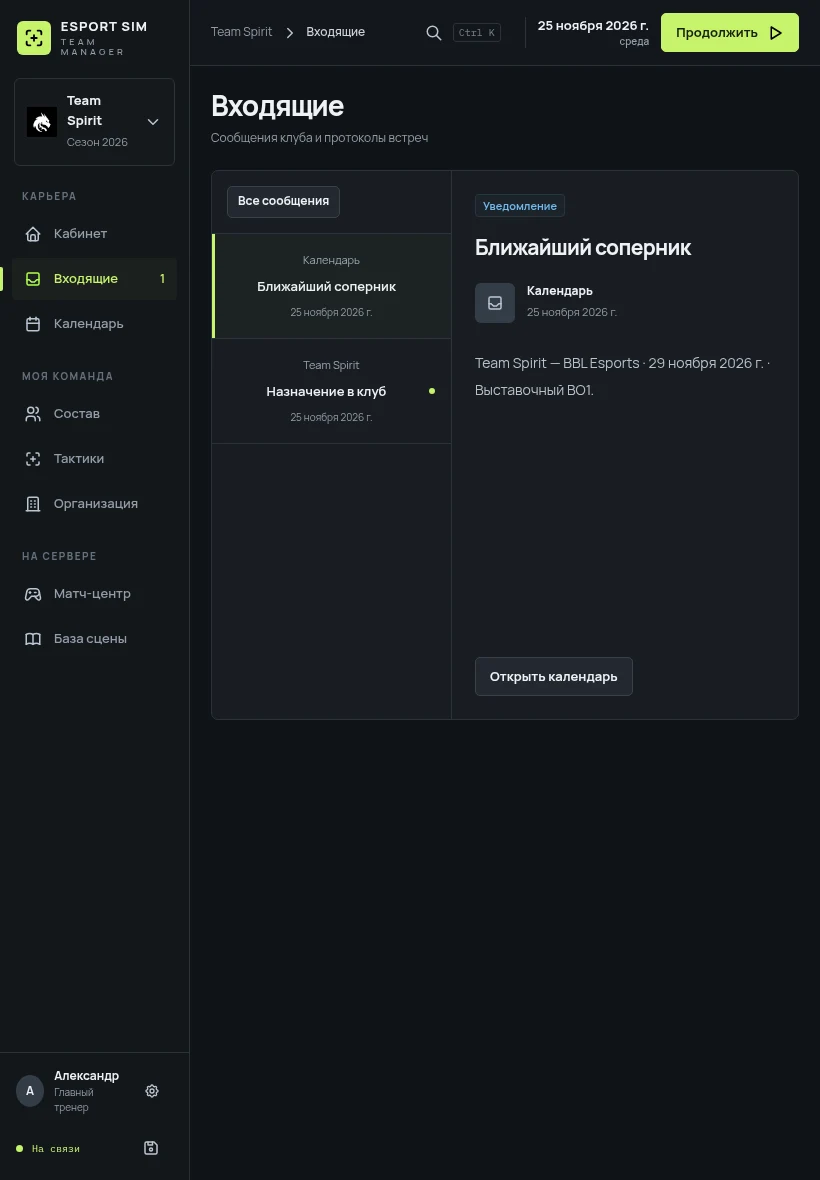 ESPORT SIM
TEAM
MANAGER
Team
Spirit
Сезон 2026
КАРЬЕРА
Кабинет
Входящие 1
Календарь
МОЯ КОМАНДА
Состав
Тактики
Организация
НА СЕРВЕРЕ
Матч-центр
База сцены
А
Александр
Главный
тренер
На связи
Team Spirit > Входящие
Ctrl K
25 ноября 2026 г.
среда
Продолжить
Входящие
Сообщения клуба и протоколы встреч
Все сообщения
Календарь
Ближайший соперник
25 ноября 2026 г.
Team Spirit
Назначение в клуб
25 ноября 2026 г.
Уведомление
Ближайший соперник
Календарь
25 ноября 2026 г.
Team Spirit — BBL Esports · 29 ноября 2026 г. ·
Выставочный BO1.
Открыть календарь